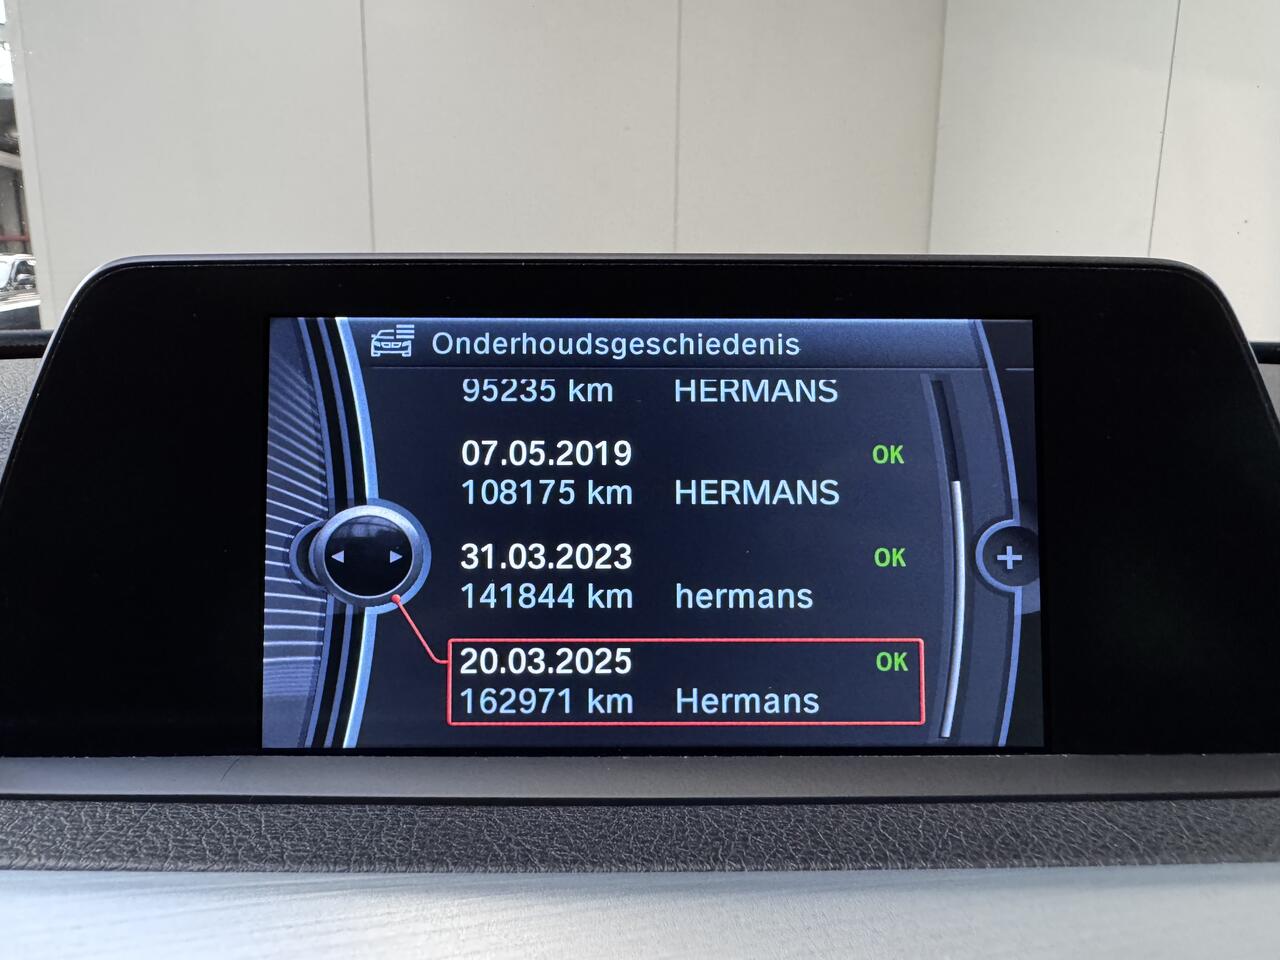 Onderhoudsgeschiedenis
95235 km HERMANS
07.05.2019 OK
108175 km HERMANS
31.03.2023 OK
141844 km hermans
20.03.2025 OK
162971 km Hermans